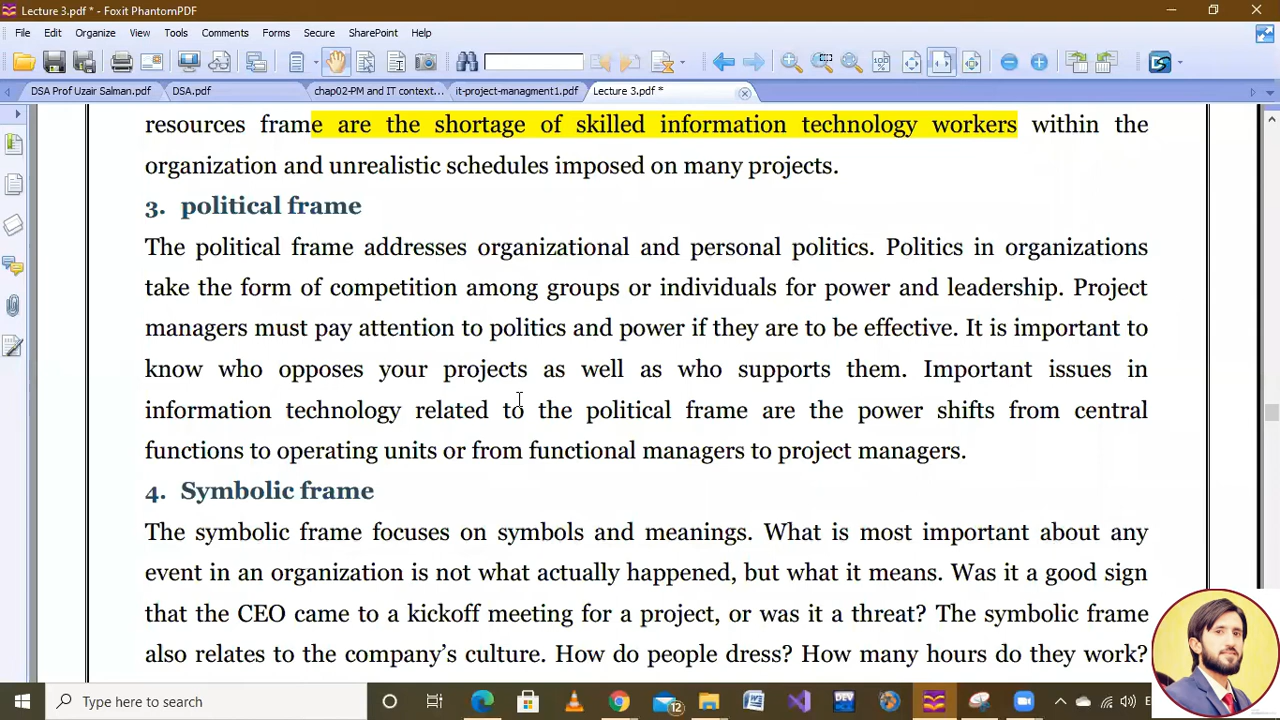 Lecture 3.pdf * - Foxit PhantomPDF
File Edit Organize View Tools Comments Forms Secure SharePoint Help
DSA Prof Uzair Salman.pdf DSA.pdf chap02-PM and IT context... it-project-managment1.pdf Lecture 3.pdf *
resources frame are the shortage of skilled information technology workers within the
organization and unrealistic schedules imposed on many projects.
3. political frame
The political frame addresses organizational and personal politics. Politics in organizations
take the form of competition among groups or individuals for power and leadership. Project
managers must pay attention to politics and power if they are to be effective. It is important to
know who opposes your projects as well as who supports them. Important issues in
information technology related to the political frame are the power shifts from central
functions to operating units or from functional managers to project managers.
4. Symbolic frame
The symbolic frame focuses on symbols and meanings. What is most important about any
event in an organization is not what actually happened, but what it means. Was it a good sign
that the CEO came to a kickoff meeting for a project, or was it a threat? The symbolic frame
also relates to the company's culture. How do people dress? How many hours do they work?
Type here to search
12